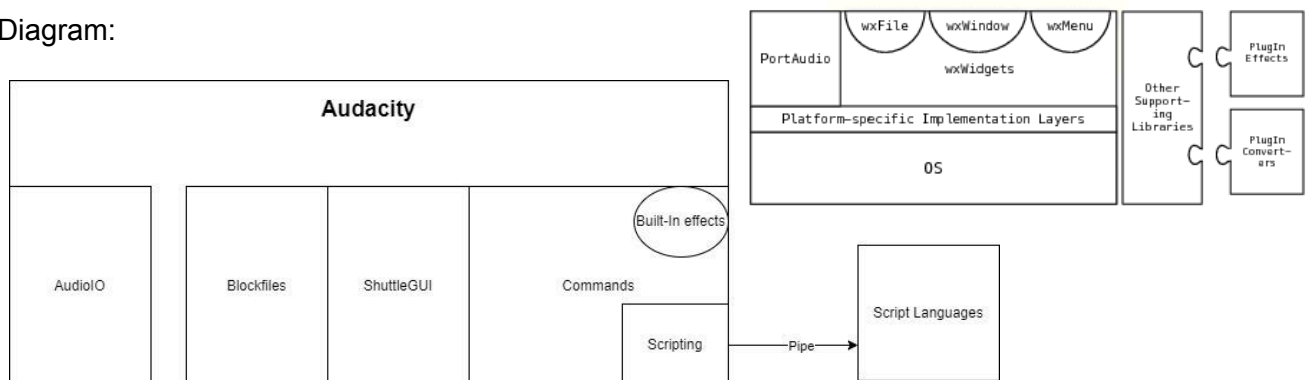 Diagram:
Audacity
AudioIO
Blockfiles
ShuttleGUI
Commands
Built-In effects
Scripting
Pipe
Script Languages
PortAudio
wxFile
wxWindow
wxMenu
wxWidgets
Platform-specific Implementation Layers
OS
Other
Support-
ing
Libraries
PlugIn
Effects
PlugIn
Convert-
ers